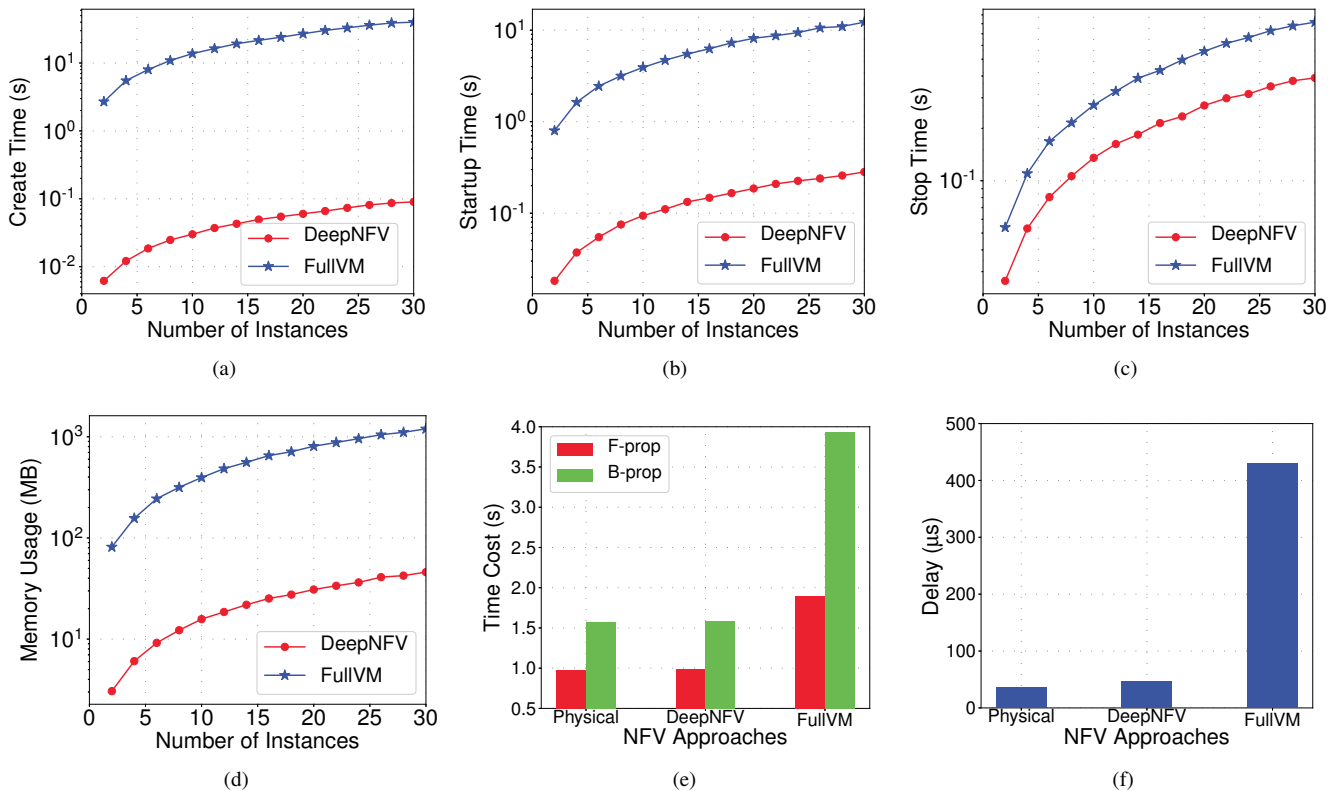 Create Time (s)
10^1
10^0
10^-1
10^-2
DeepNFV
FullVM
0 5 10 15 20 25 30
Number of Instances
(a)
Startup Time (s)
10^1
10^0
10^-1
DeepNFV
FullVM
0 5 10 15 20 25 30
Number of Instances
(b)
Stop Time (s)
10^-1
DeepNFV
FullVM
0 5 10 15 20 25 30
Number of Instances
(c)
Memory Usage (MB)
10^3
10^2
10^1
DeepNFV
FullVM
0 5 10 15 20 25 30
Number of Instances
(d)
Time Cost (s)
4.0
3.5
3.0
2.5
2.0
1.5
1.0
0.5
F-prop
B-prop
Physical DeepNFV FullVM
NFV Approaches
(e)
Delay (μs)
500
400
300
200
100
50
0
Physical DeepNFV FullVM
NFV Approaches
(f)